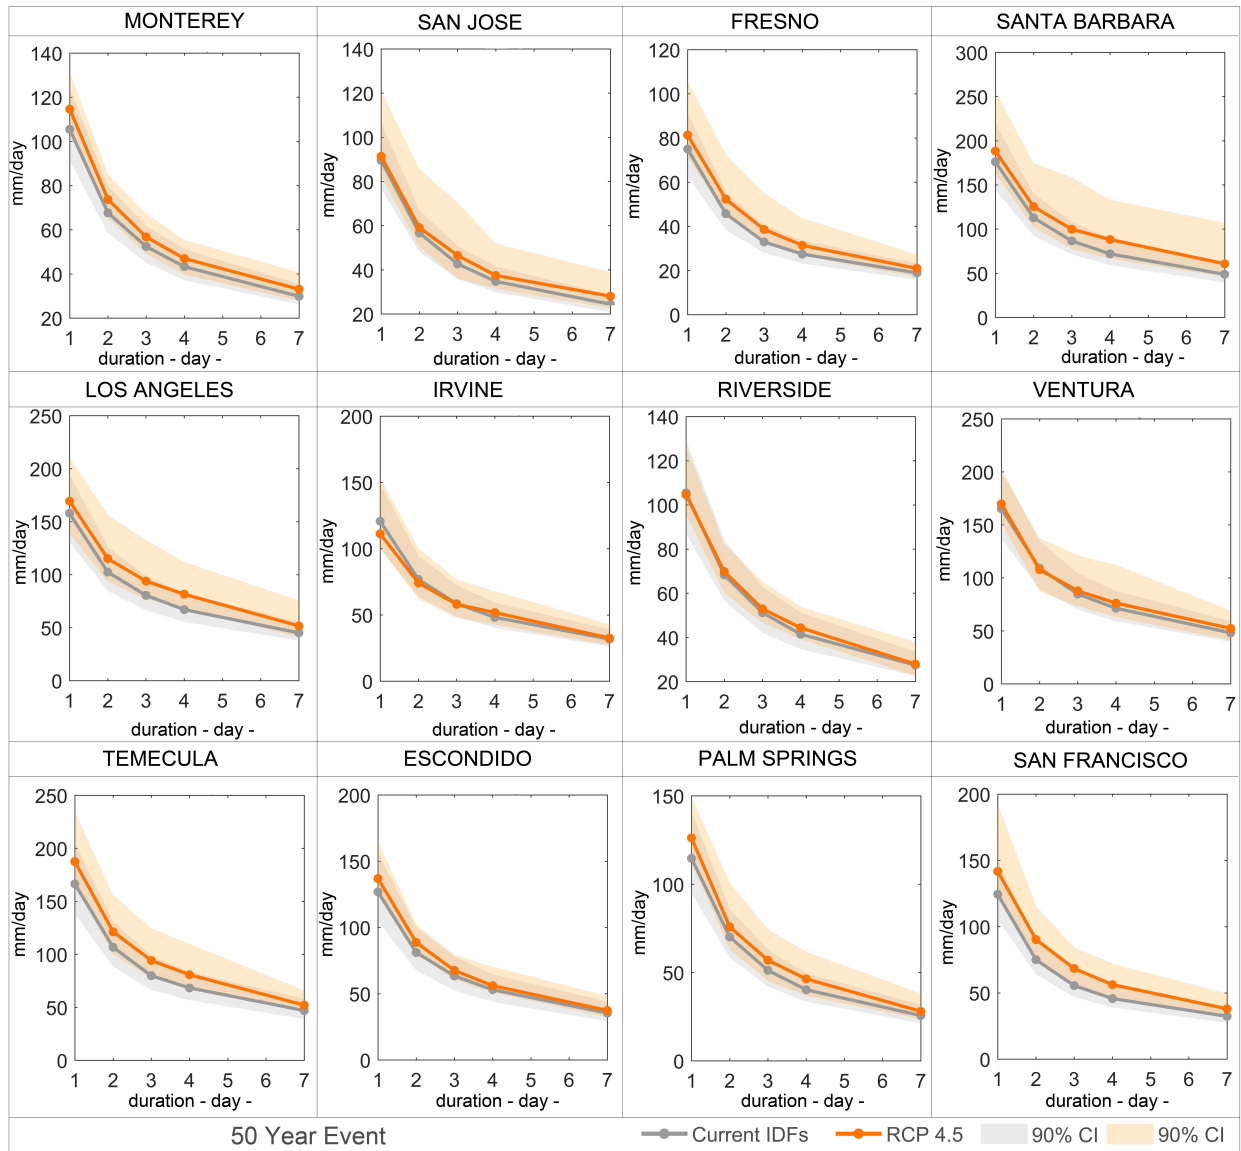 MONTEREY
SAN JOSE
FRESNO
SANTA BARBARA
140
120
100
80
60
40
20
mm/day
1 2 3 4 5 6 7
duration - day -
140
120
100
80
60
40
20
mm/day
1 2 3 4 5 6 7
duration - day -
120
100
80
60
40
20
0
mm/day
1 2 3 4 5 6 7
duration - day -
300
250
200
150
100
50
0
mm/day
1 2 3 4 5 6 7
duration - day -
LOS ANGELES
IRVINE
RIVERSIDE
VENTURA
250
200
150
100
50
0
mm/day
1 2 3 4 5 6 7
duration - day -
200
150
100
50
0
mm/day
1 2 3 4 5 6 7
duration - day -
140
120
100
80
60
40
20
mm/day
1 2 3 4 5 6 7
duration - day -
250
200
150
100
50
0
mm/day
1 2 3 4 5 6 7
duration - day -
TEMECULA
ESCONDIDO
PALM SPRINGS
SAN FRANCISCO
250
200
150
100
50
0
mm/day
1 2 3 4 5 6 7
duration - day -
200
150
100
50
0
mm/day
1 2 3 4 5 6 7
duration - day -
150
100
50
0
mm/day
1 2 3 4 5 6 7
duration - day -
200
150
100
50
0
mm/day
1 2 3 4 5 6 7
duration - day -
50 Year Event
Current IDFs
RCP 4.5
90% CI
90% CI